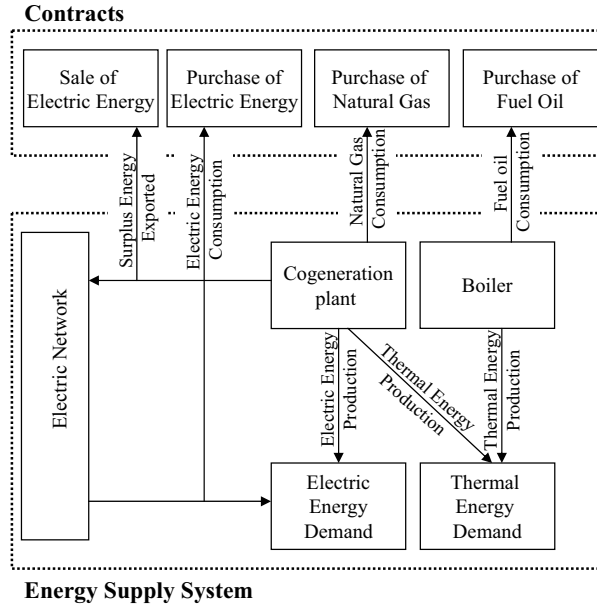 Contracts
Sale of
Electric Energy
Purchase of
Electric Energy
Purchase of
Natural Gas
Purchase of
Fuel Oil
Surplus Energy
Exported
Electric Energy
Consumption
Natural Gas
Consumption
Fuel oil
Consumption
Electric Network
Cogeneration
plant
Boiler
Electric Energy
Production
Thermal Energy
Production
Thermal Energy
Production
Electric
Energy
Demand
Thermal
Energy
Demand
Energy Supply System